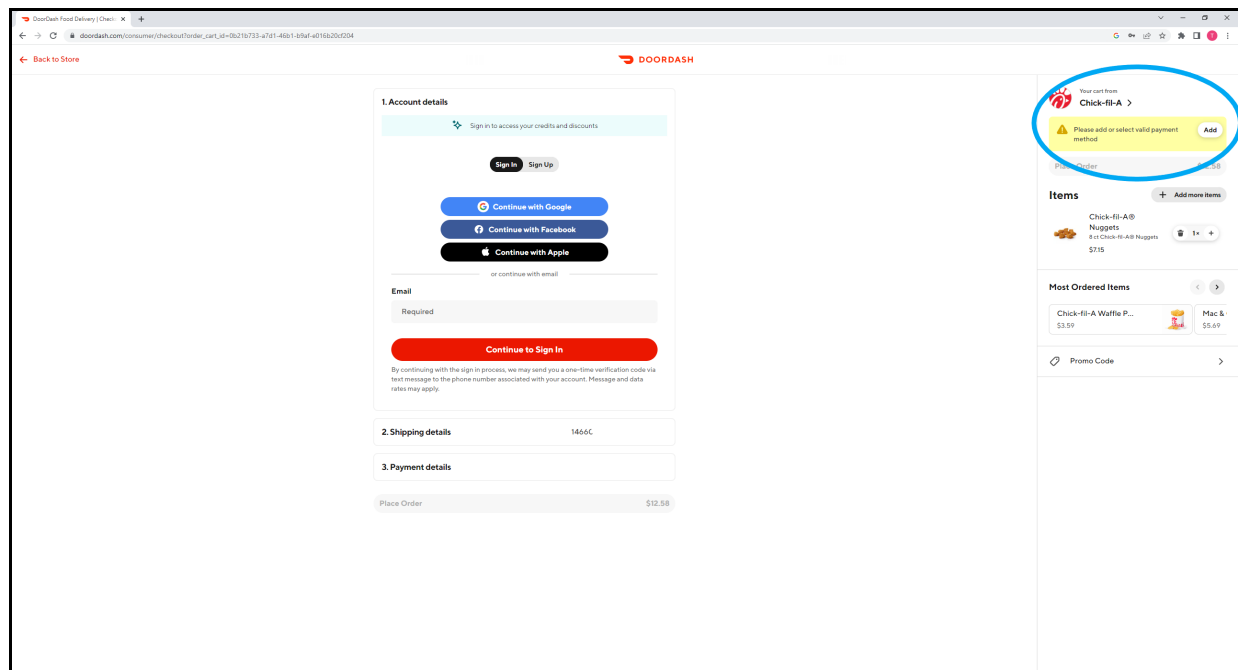 DoorDash Food Delivery | Check
doordash.com/consumer/checkout?order_cart_id=0b21b733-a7d1-46b1-b9af-e016b20cf204
Back to Store
DOORDASH
1. Account details
Sign in to access your credits and discounts
Sign In Sign Up
Continue with Google
Continue with Facebook
Continue with Apple
or continue with email
Email
Required
Continue to Sign In
By continuing with the sign in process, we may send you a one-time verification code via
text message to the phone number associated with your account. Message and data
rates may apply.
2. Shipping details 1466C
3. Payment details
Place Order $12.58
Your cart from
Chick-fil-A
Please add or select valid payment
method
Add
Place Order
Items
+ Add more items
Chick-fil-A®
Nuggets
8 ct Chick-fil-A® Nuggets
$7.15
1× +
Most Ordered Items
Chick-fil-A Waffle P...
$3.59
Mac &
$5.69
Promo Code